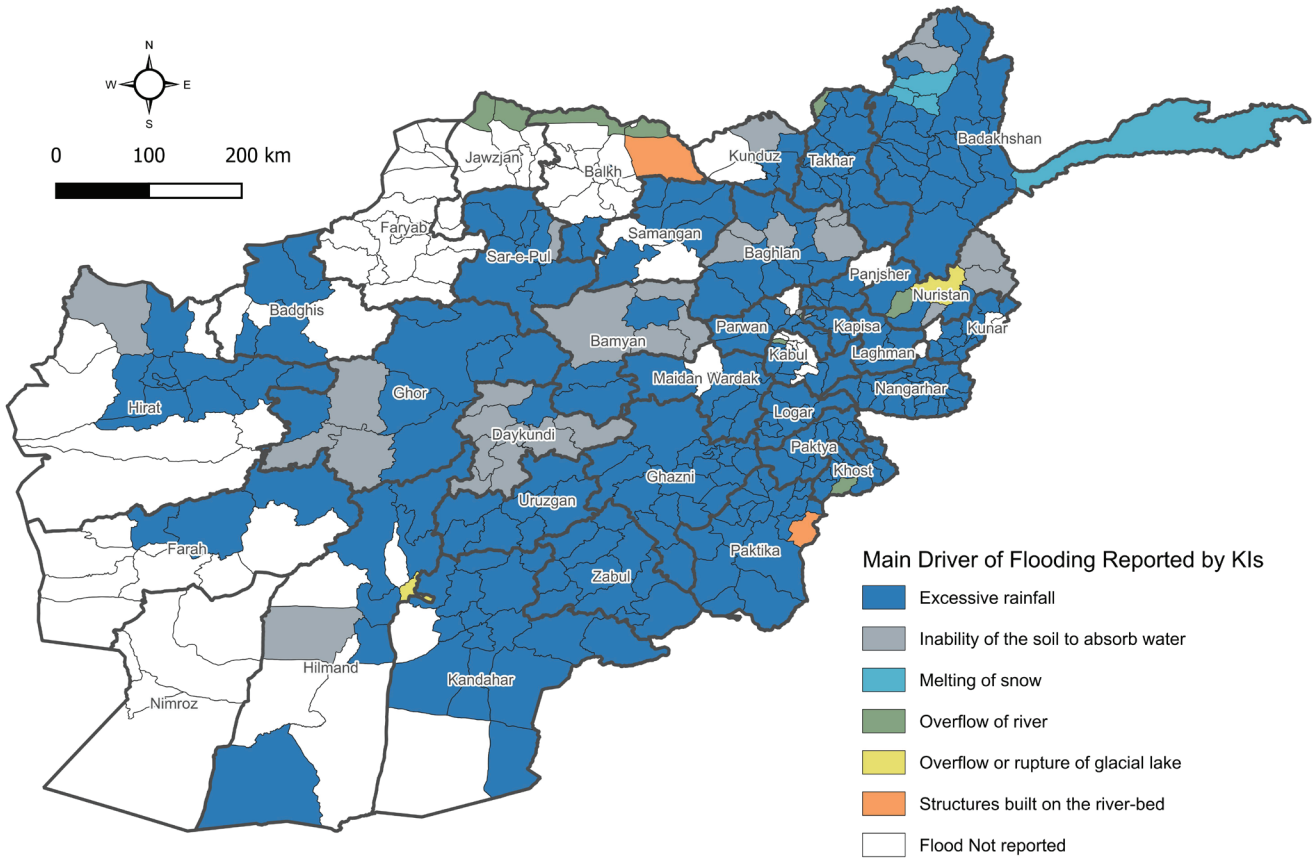 N
W E
S
0 100 200 km
Badakhshan
Jawzjan
Kunduz
Takhar
Balkh
Faryab
Samangan
Sar-e-Pul
Baghlan
Panjsher
Nuristan
Badghis
Parwan
Kapisa
Kunar
Bamyan
Kabul
Laghman
Maidan Wardak
Nangarhar
Ghor
Hirat
Logar
Daykundi
Paktya
Khost
Ghazni
Uruzgan
Farah
Paktika
Zabul
Hilmand
Kandahar
Nimroz
Main Driver of Flooding Reported by KIs
Excessive rainfall
Inability of the soil to absorb water
Melting of snow
Overflow of river
Overflow or rupture of glacial lake
Structures built on the river-bed
Flood Not reported